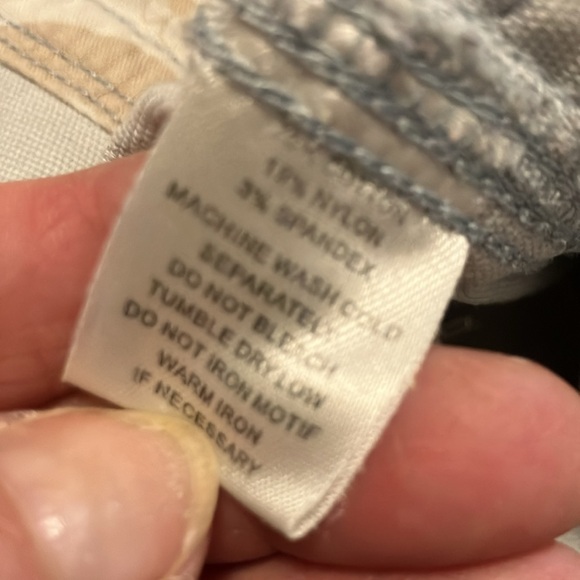 COTTON
NYLON
3% SPANDEX
MACHINE WASH COLD
SEPARATELY
DO NOT BLEACH
TUMBLE DRY LOW
DO NOT IRON MOTIF
WARM IRON
IF NECESSARY